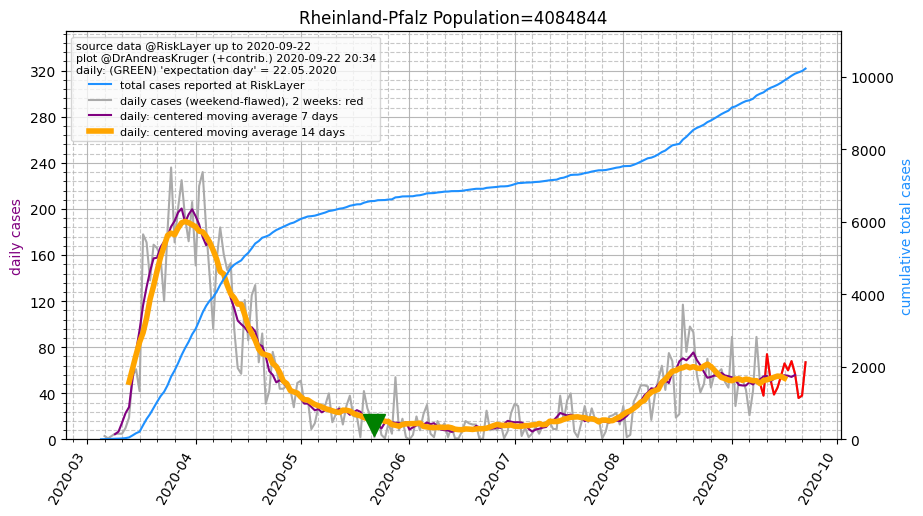 Rheinland-Pfalz Population=4084844
source data @RiskLayer up to 2020-09-22
plot @DrAndreasKruger (+contrib.) 2020-09-22 20:34
daily: (GREEN) 'expectation day' = 22.05.2020
total cases reported at RiskLayer
daily cases (weekend-flawed), 2 weeks: red
daily: centered moving average 7 days
daily: centered moving average 14 days
daily cases
320
280
240
200
160
120
80
40
0
10000
8000
6000
4000
2000
0
cumulative total cases
2020-03
2020-04
2020-05
2020-06
2020-07
2020-08
2020-09
2020-10